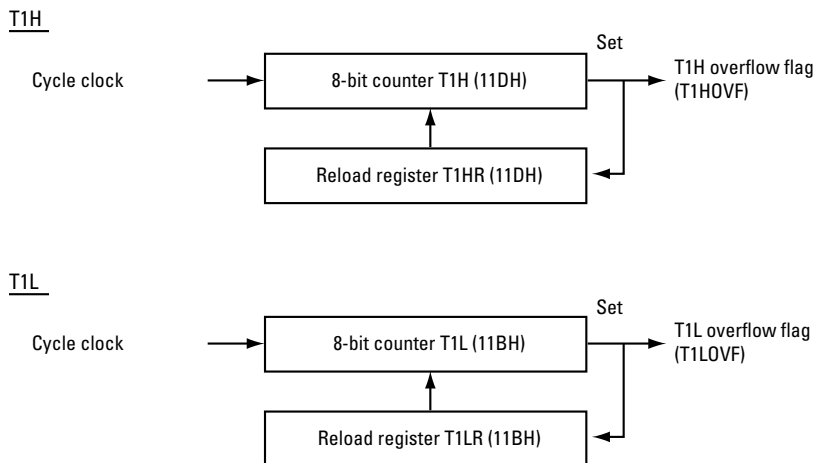 T1H
Set
Cycle clock
8-bit counter T1H (11DH)
T1H overflow flag
(T1HOVF)
Reload register T1HR (11DH)
T1L
Set
Cycle clock
8-bit counter T1L (11BH)
T1L overflow flag
(T1LOVF)
Reload register T1LR (11BH)